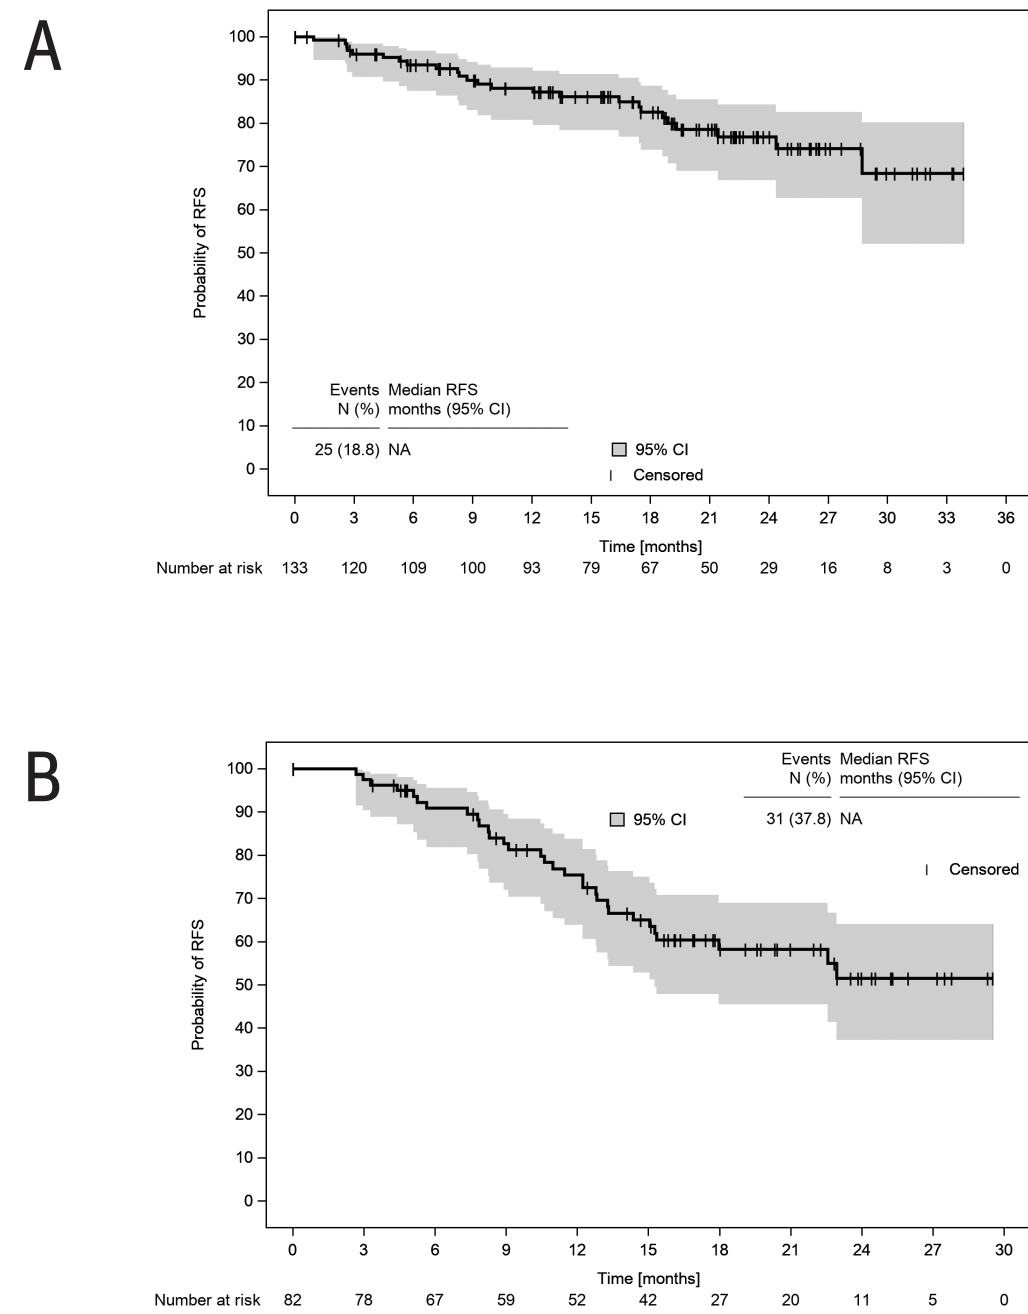 A
100
90
80
70
60
50
40
30
20
10
0
Probability of RFS
Events Median RFS
N (%) months (95% CI)
25 (18.8) NA
95% CI
Censored
0 3 6 9 12 15 18 21 24 27 30 33 36
Time [months]
Number at risk 133 120 109 100 93 79 67 50 29 16 8 3 0
B
100
90
80
70
60
50
40
30
20
10
0
Probability of RFS
Events Median RFS
N (%) months (95% CI)
95% CI
31 (37.8) NA
Censored
0 3 6 9 12 15 18 21 24 27 30
Time [months]
Number at risk 82 78 67 59 52 42 27 20 11 5 0